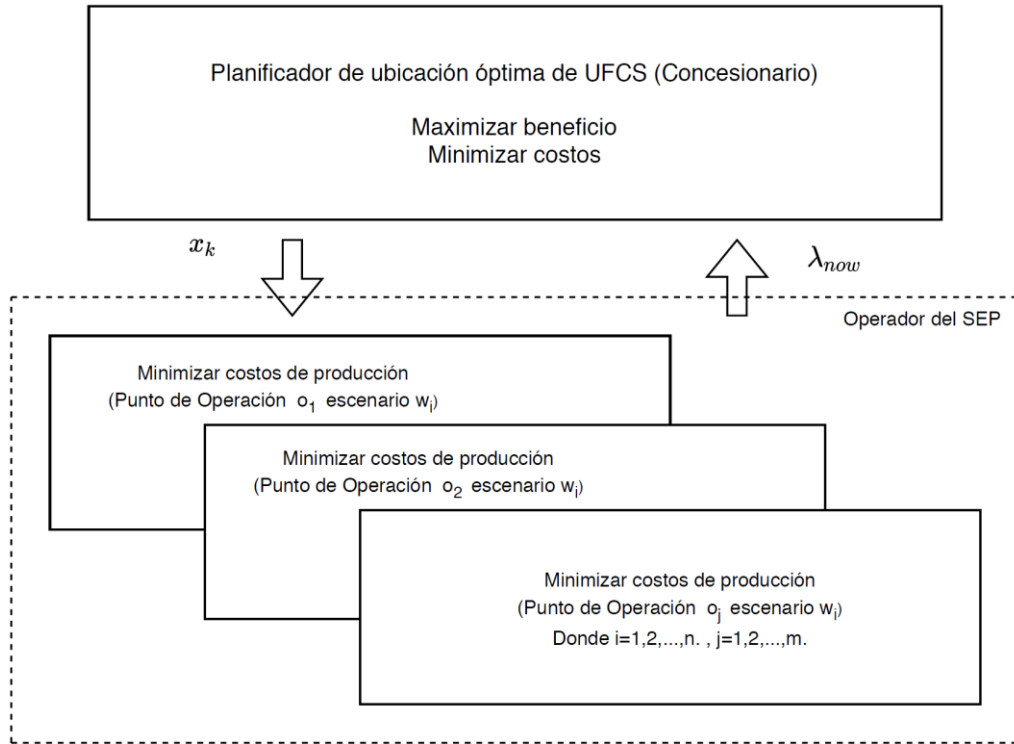 Planificador de ubicación óptima de UFCS (Concesionario)
Maximizar beneficio
Minimizar costos
x_k
λ_{now}
Operador del SEP
Minimizar costos de producción
(Punto de Operación o_1 escenario w_i)
Minimizar costos de producción
(Punto de Operación o_2 escenario w_i)
Minimizar costos de producción
(Punto de Operación o_j escenario w_i)
Donde i=1,2,...,n. , j=1,2,...,m.